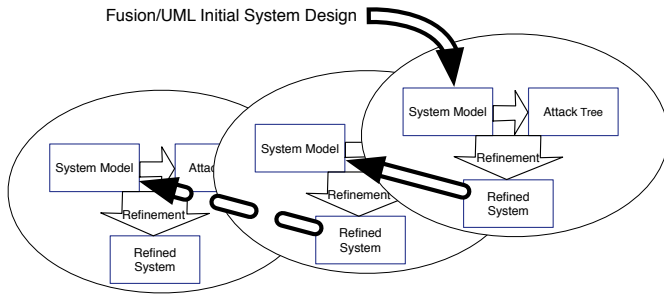 Fusion/UML Initial System Design
System Model
Attack Tree
Refinement
Refined
System
System Model
Refinement
Refined
System
System Model
Attac
Refinement
Refined
System